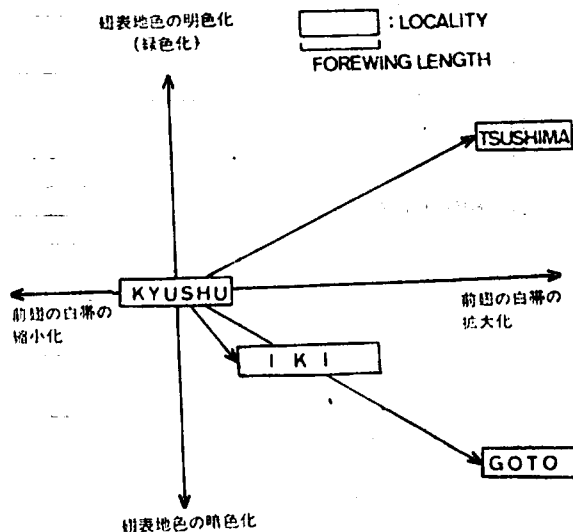 翅表地色の明色化
(緑色化)
: LOCALITY
FOREWING LENGTH
TSUSHIMA
KYUSHU
前翅の白帯の
縮小化
前翅の白帯の
拡大化
IKI
GOTO
翅表地色の暗色化